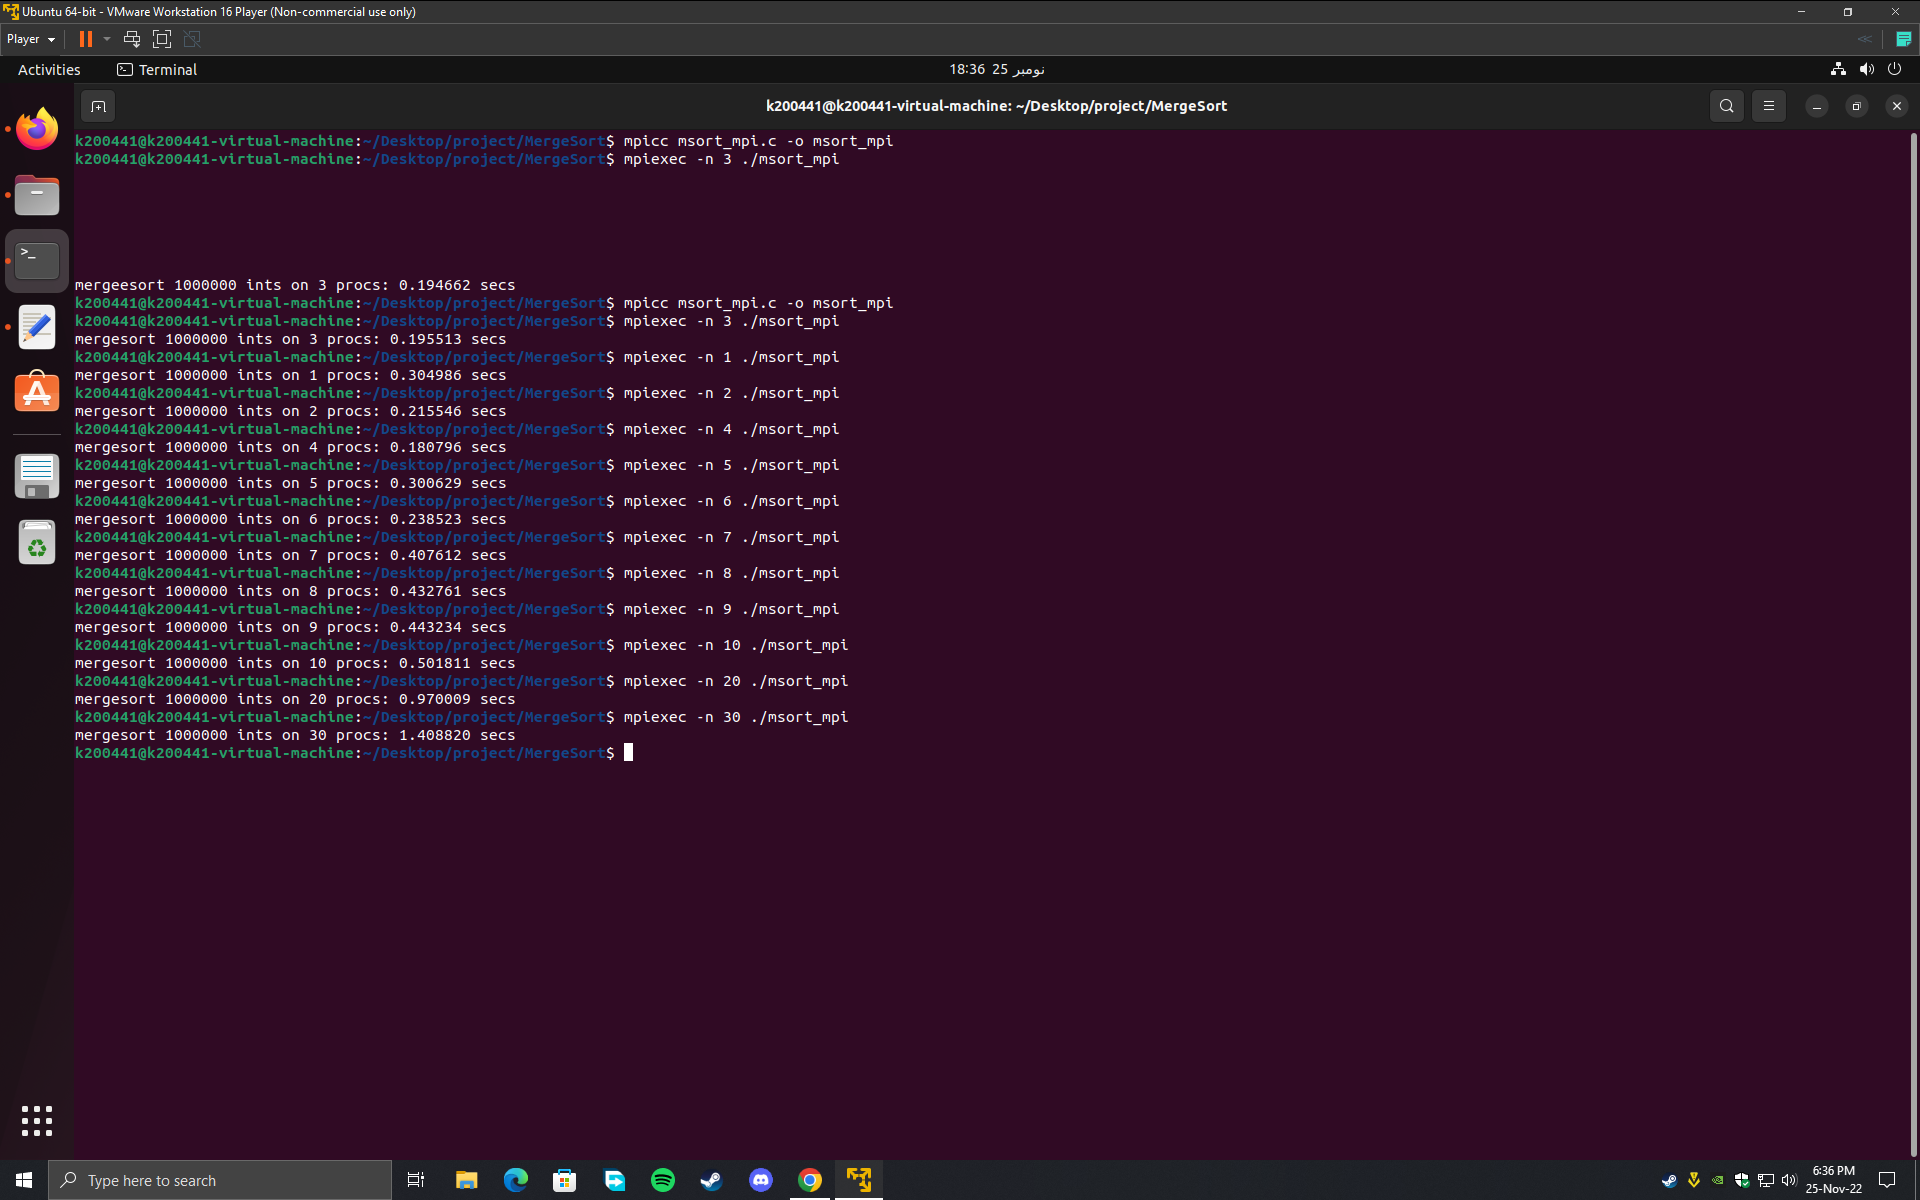 Ubuntu 64-bit - VMware Workstation 16 Player (Non-commercial use only)
Player
Activities
Terminal
18:36 25 نومبر
k200441@k200441-virtual-machine: ~/Desktop/project/MergeSort
k200441@k200441-virtual-machine:~/Desktop/project/MergeSort$ mpicc msort_mpi.c -o msort_mpi
k200441@k200441-virtual-machine:~/Desktop/project/MergeSort$ mpiexec -n 3 ./msort_mpi
mergeesort 1000000 ints on 3 procs: 0.194662 secs
k200441@k200441-virtual-machine:~/Desktop/project/MergeSort$ mpicc msort_mpi.c -o msort_mpi
k200441@k200441-virtual-machine:~/Desktop/project/MergeSort$ mpiexec -n 3 ./msort_mpi
mergesort 1000000 ints on 3 procs: 0.195513 secs
k200441@k200441-virtual-machine:~/Desktop/project/MergeSort$ mpiexec -n 1 ./msort_mpi
mergesort 1000000 ints on 1 procs: 0.304986 secs
k200441@k200441-virtual-machine:~/Desktop/project/MergeSort$ mpiexec -n 2 ./msort_mpi
mergesort 1000000 ints on 2 procs: 0.215546 secs
k200441@k200441-virtual-machine:~/Desktop/project/MergeSort$ mpiexec -n 4 ./msort_mpi
mergesort 1000000 ints on 4 procs: 0.180796 secs
k200441@k200441-virtual-machine:~/Desktop/project/MergeSort$ mpiexec -n 5 ./msort_mpi
mergesort 1000000 ints on 5 procs: 0.300629 secs
k200441@k200441-virtual-machine:~/Desktop/project/MergeSort$ mpiexec -n 6 ./msort_mpi
mergesort 1000000 ints on 6 procs: 0.238523 secs
k200441@k200441-virtual-machine:~/Desktop/project/MergeSort$ mpiexec -n 7 ./msort_mpi
mergesort 1000000 ints on 7 procs: 0.407612 secs
k200441@k200441-virtual-machine:~/Desktop/project/MergeSort$ mpiexec -n 8 ./msort_mpi
mergesort 1000000 ints on 8 procs: 0.432761 secs
k200441@k200441-virtual-machine:~/Desktop/project/MergeSort$ mpiexec -n 9 ./msort_mpi
mergesort 1000000 ints on 9 procs: 0.443234 secs
k200441@k200441-virtual-machine:~/Desktop/project/MergeSort$ mpiexec -n 10 ./msort_mpi
mergesort 1000000 ints on 10 procs: 0.501811 secs
k200441@k200441-virtual-machine:~/Desktop/project/MergeSort$ mpiexec -n 20 ./msort_mpi
mergesort 1000000 ints on 20 procs: 0.970009 secs
k200441@k200441-virtual-machine:~/Desktop/project/MergeSort$ mpiexec -n 30 ./msort_mpi
mergesort 1000000 ints on 30 procs: 1.408820 secs
k200441@k200441-virtual-machine:~/Desktop/project/MergeSort$
Type here to search
6:36 PM
25-Nov-22